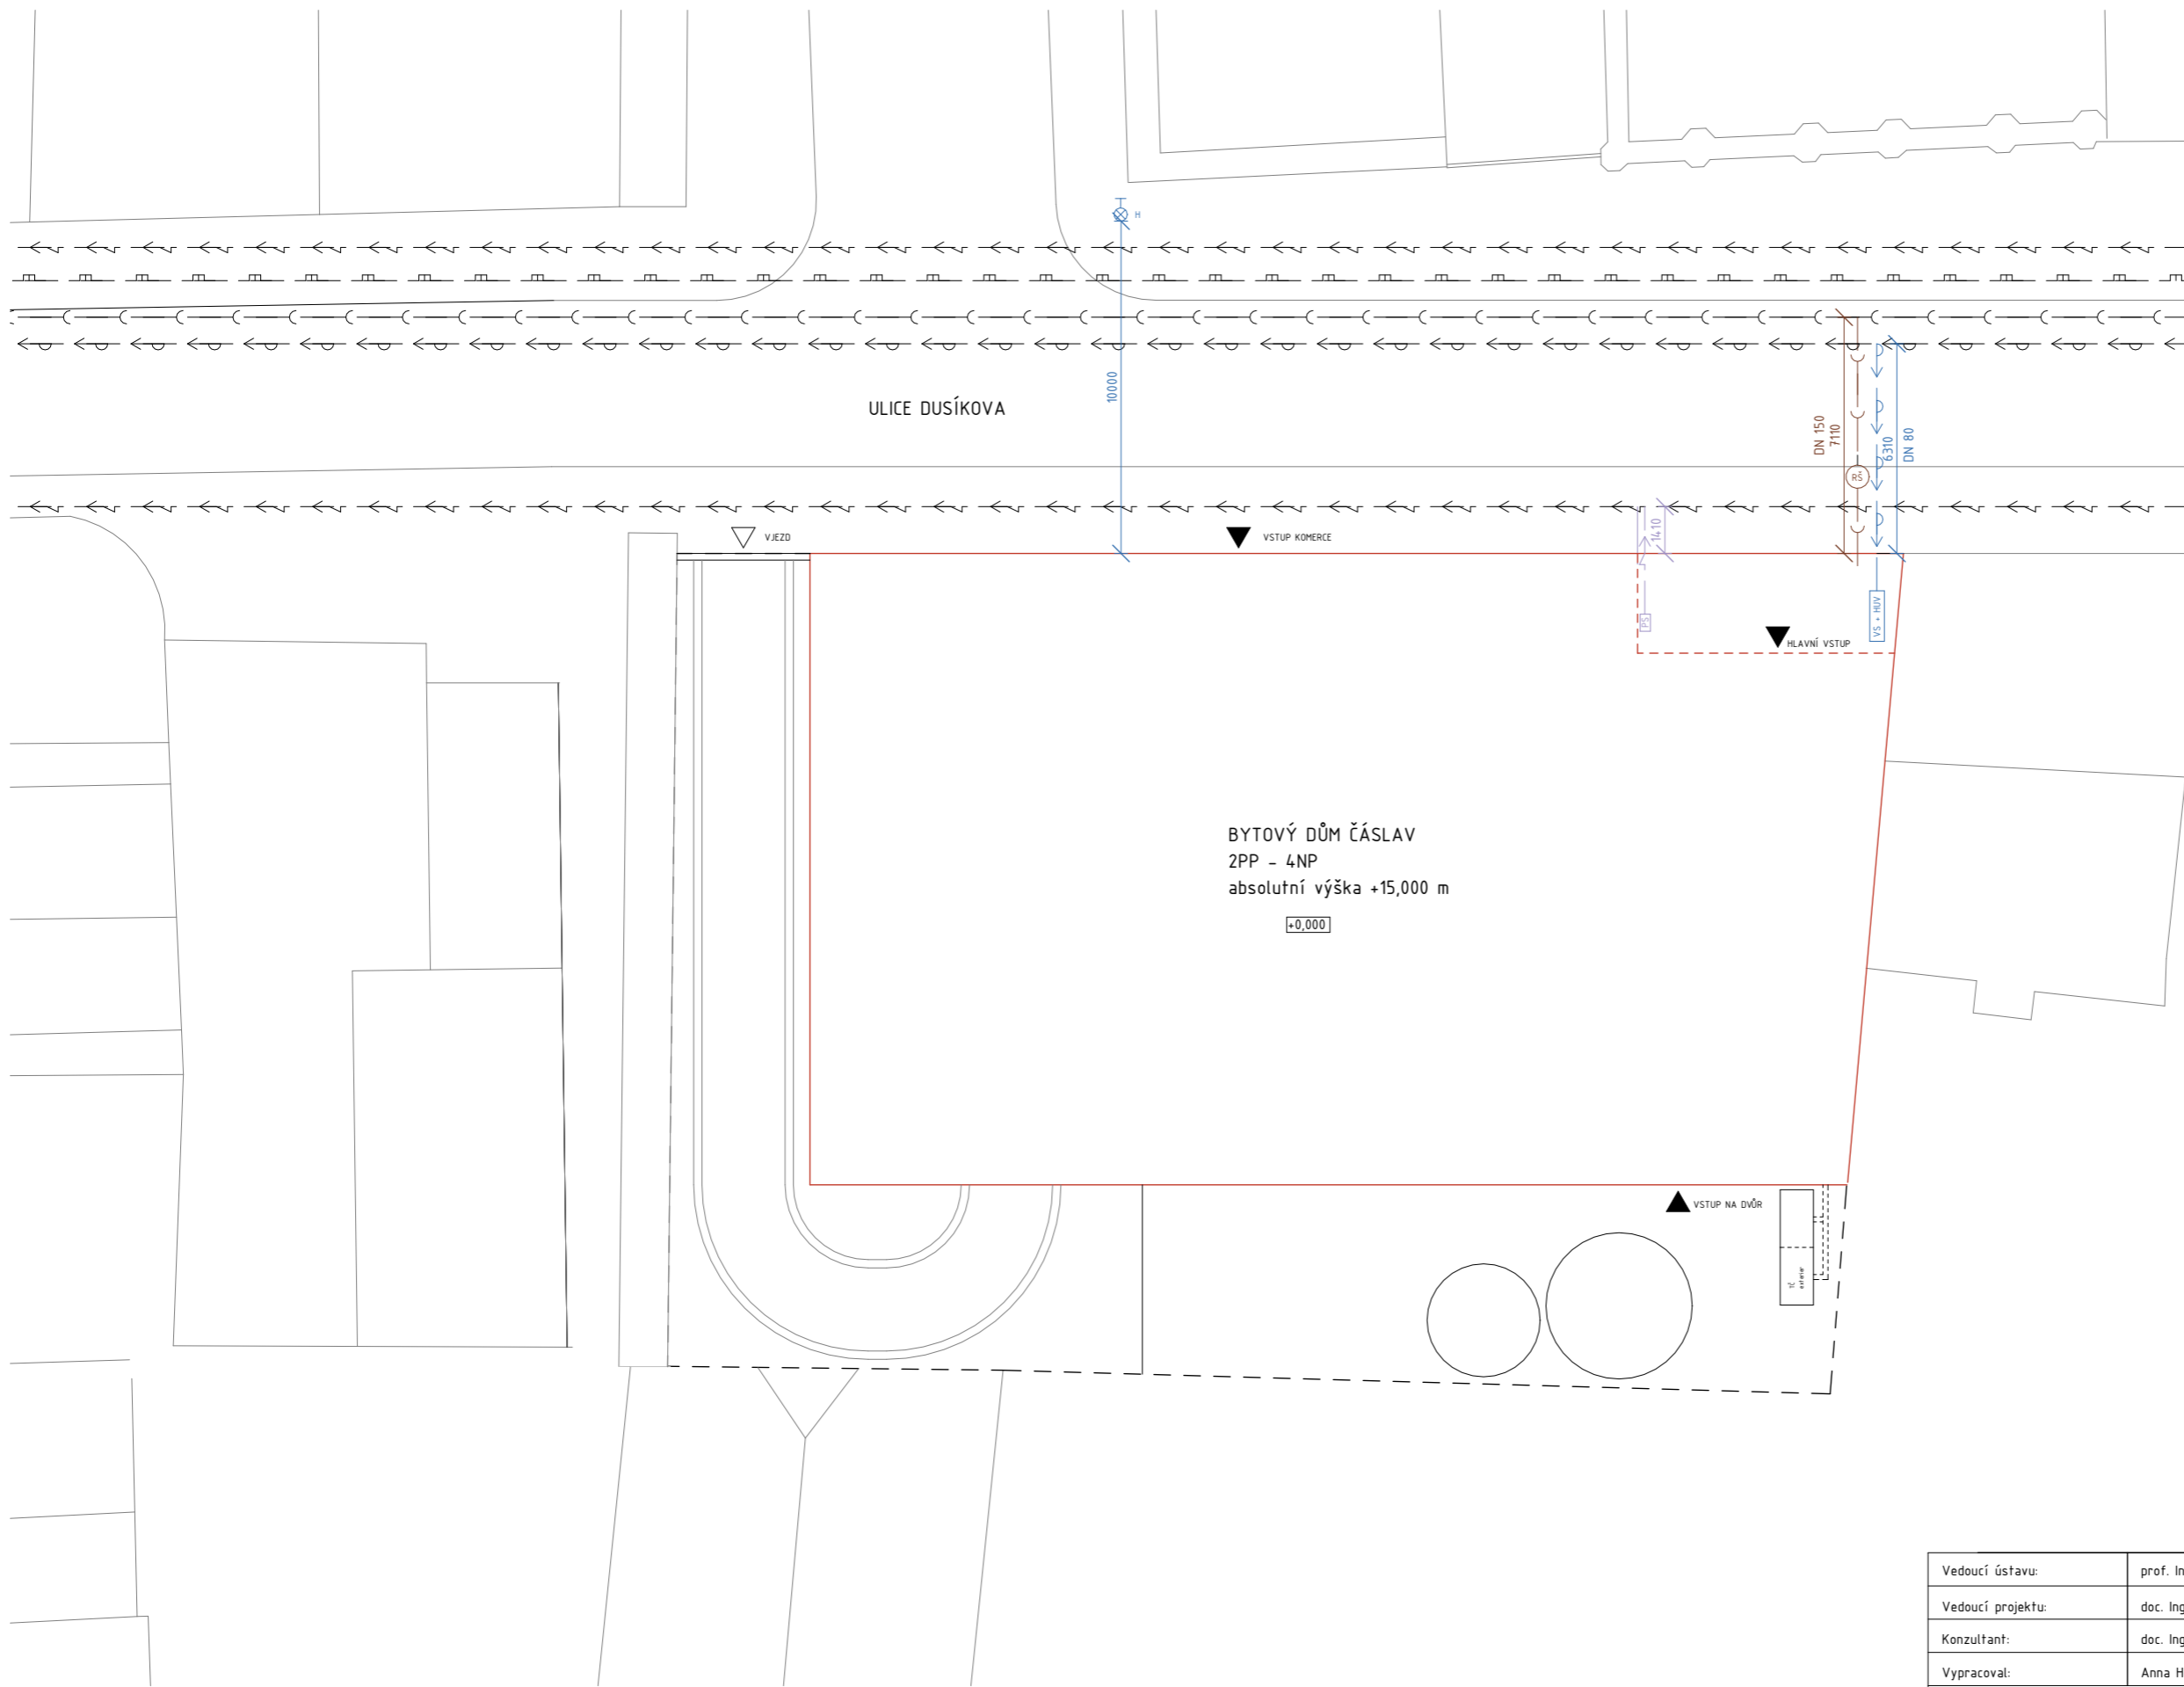 H
10000
ULICE DUSÍKOVA
DN 150
7110
6310
DN 80
RŠ
1410
VJEZD
VSTUP KOMERCE
PS
VS + HUV
HLAVNÍ VSTUP
BYTOVÝ DŮM ČÁSLAV
2PP - 4NP
absolutní výška +15,000 m
+0,000
VSTUP NA DVŮR
TČ
exterier
Vedoucí ústavu: prof. In
Vedoucí projektu: doc. Ing
Konzultant: doc. Ing
Vypracoval: Anna H